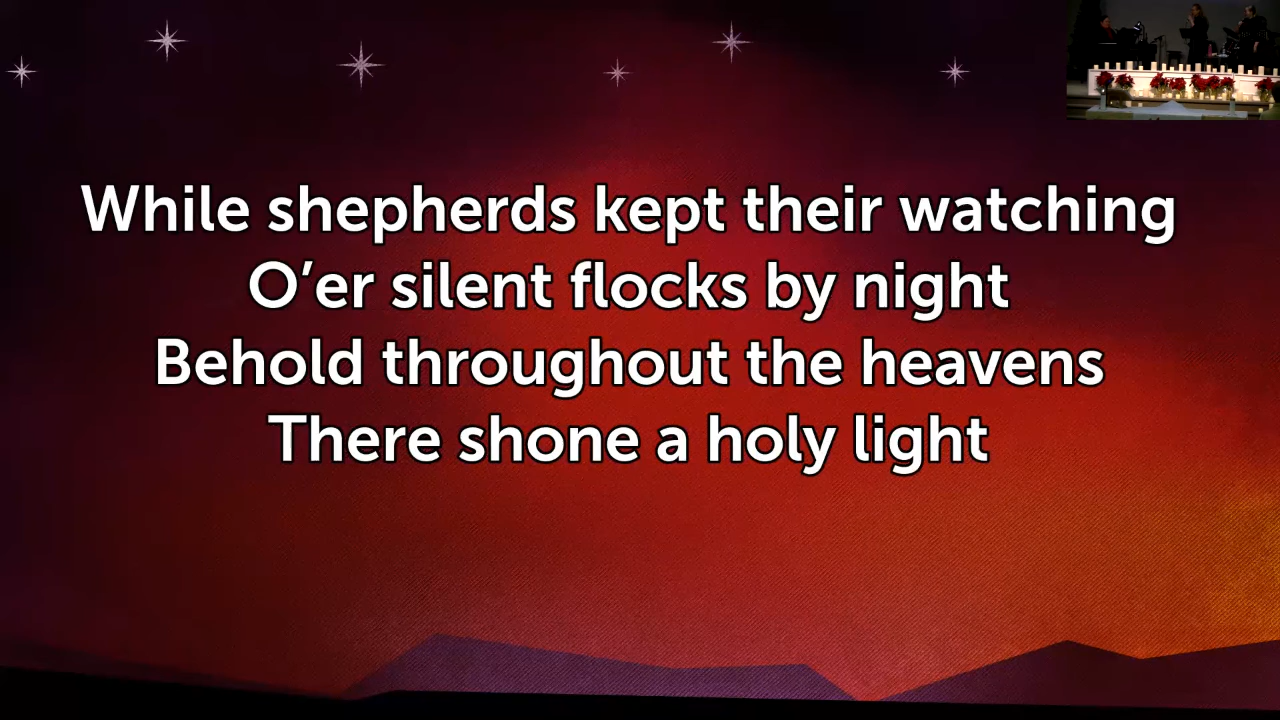 While shepherds kept their watching
O’er silent flocks by night
Behold throughout the heavens
There shone a holy light